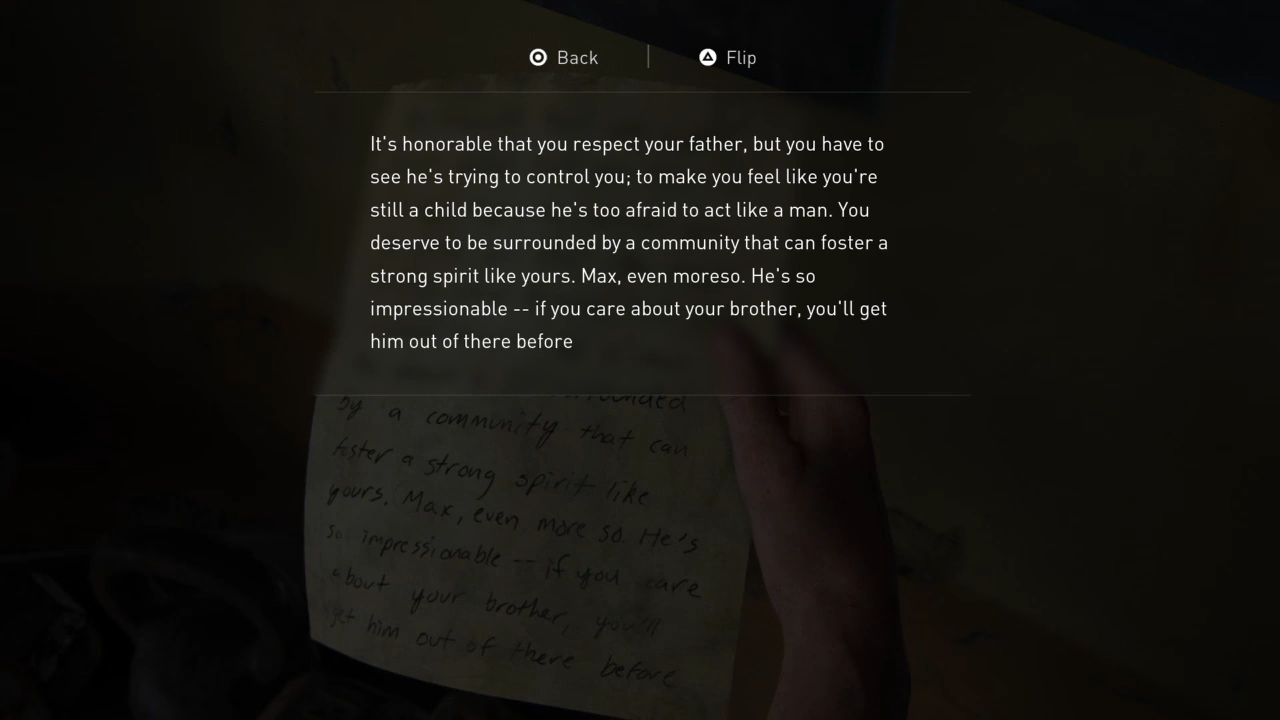 Back | Flip
It's honorable that you respect your father, but you have to
see he's trying to control you; to make you feel like you're
still a child because he's too afraid to act like a man. You
deserve to be surrounded by a community that can foster a
strong spirit like yours. Max, even moreso. He's so
impressionable -- if you care about your brother, you'll get
him out of there before
by a community that can
foster a strong spirit like
yours. Max, even more so. He's
so impressionable -- if you care
about your brother, you'll
get him out of there before